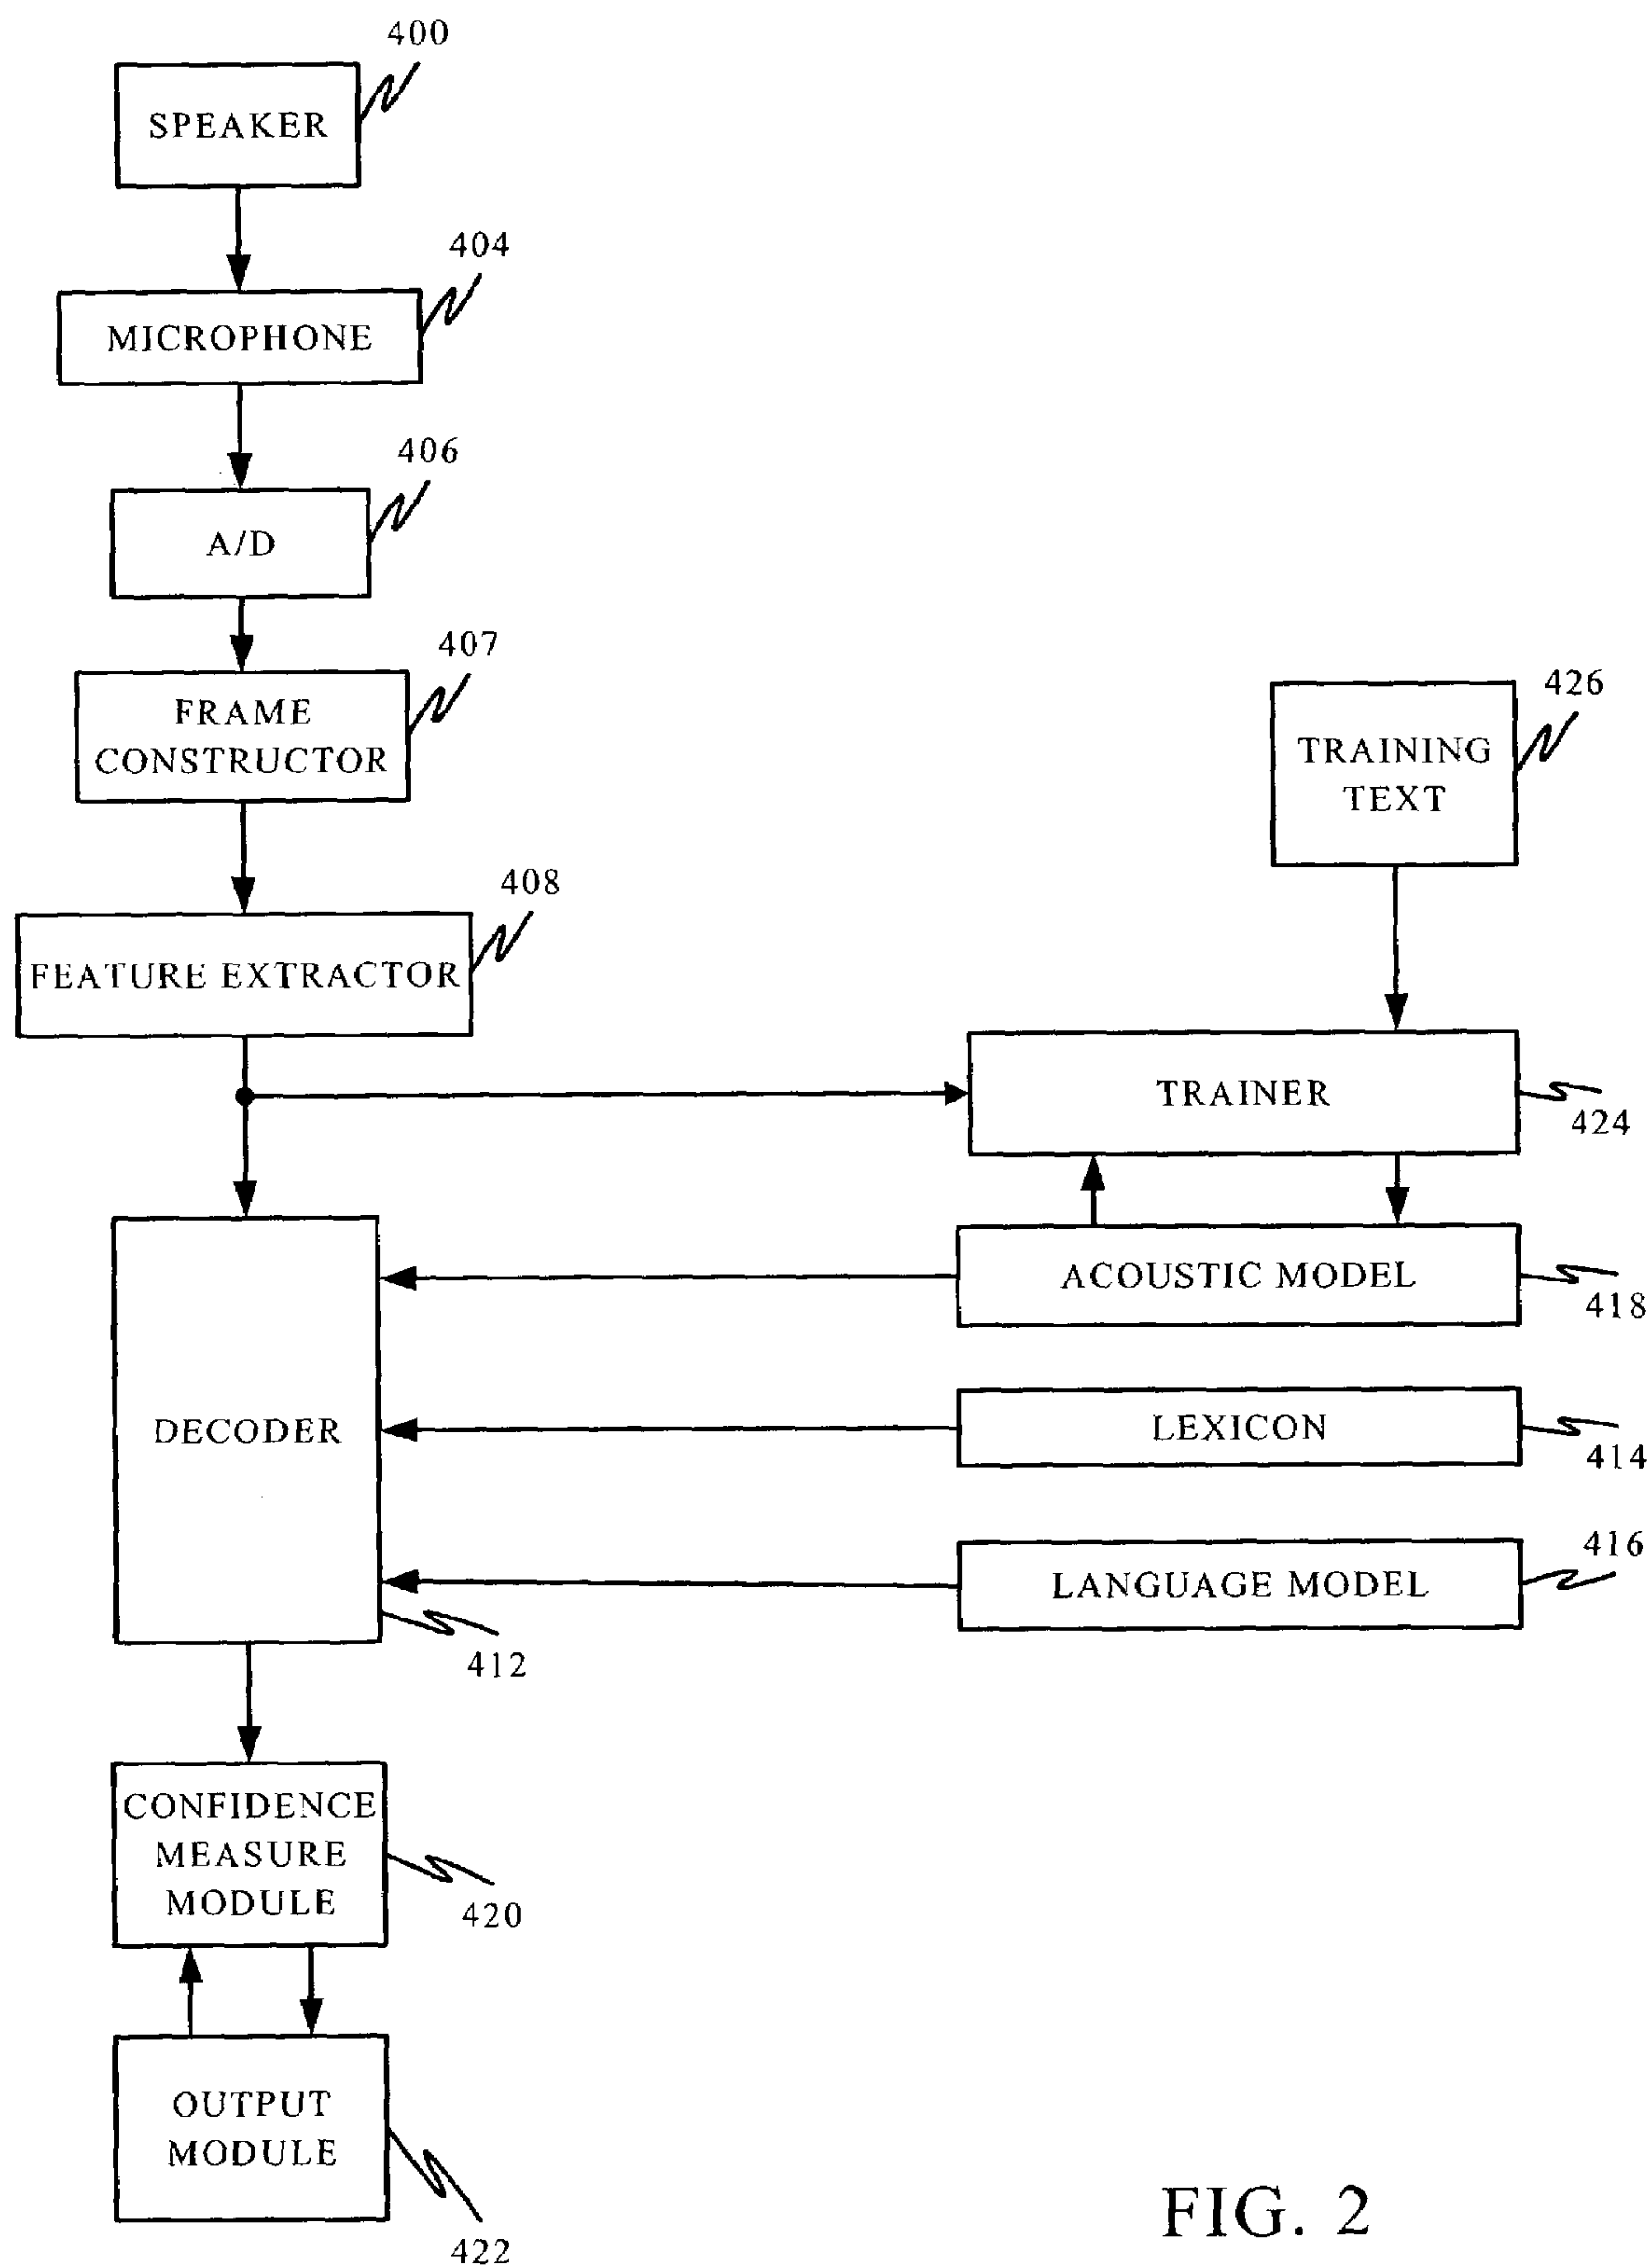 400
SPEAKER
404
MICROPHONE
406
A/D
407
FRAME
CONSTRUCTOR
426
TRAINING
TEXT
408
FEATURE EXTRACTOR
TRAINER
424
ACOUSTIC MODEL
418
DECODER
LEXICON
414
416
LANGUAGE MODEL
412
CONFIDENCE
MEASURE
MODULE
420
OUTPUT
MODULE
422
FIG. 2